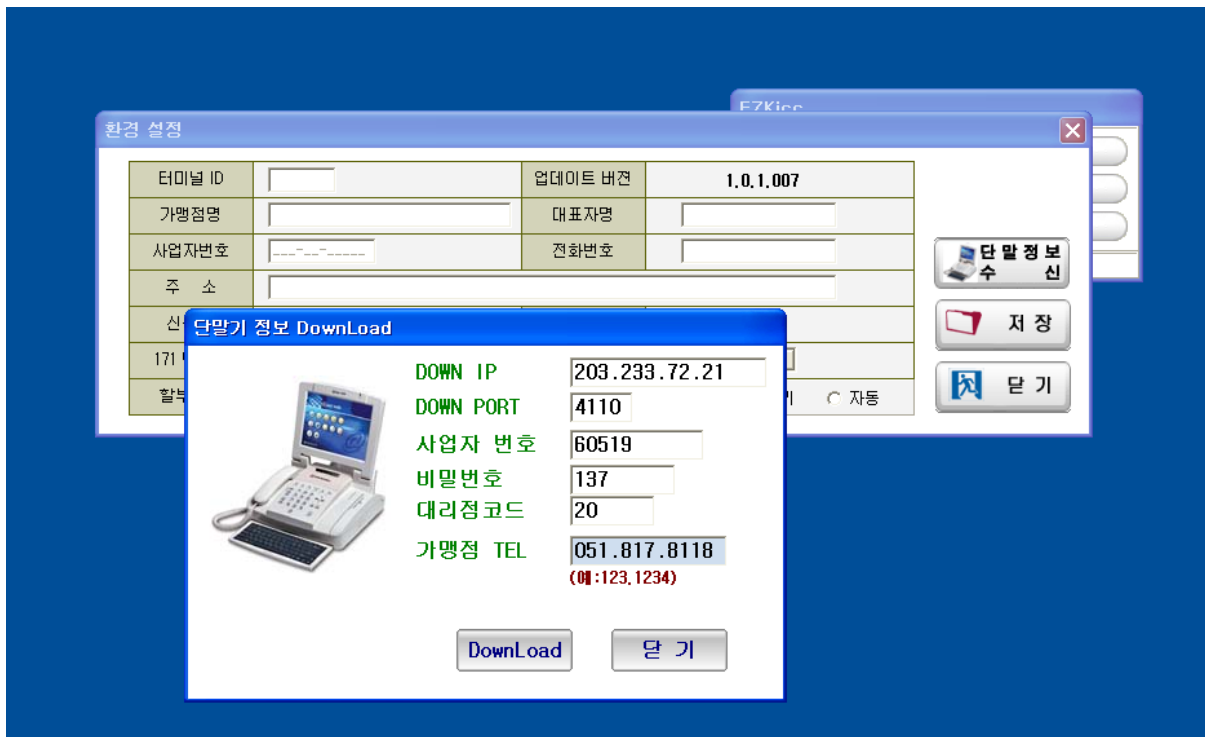 환경 설정
터미널 ID 업데이트 버젼 1.0.1.007
가맹점명 대표자명
사업자번호 ___-__-_____ 전화번호
주 소
171
자동
단말정보
수 신
저 장
닫 기
단말기 정보 DownLoad
DOWN IP 203.233.72.21
DOWN PORT 4110
사업자 번호 60519
비밀번호 137
대리점코드 20
가맹점 TEL 051.817.8118
(예:123.1234)
DownLoad 닫 기